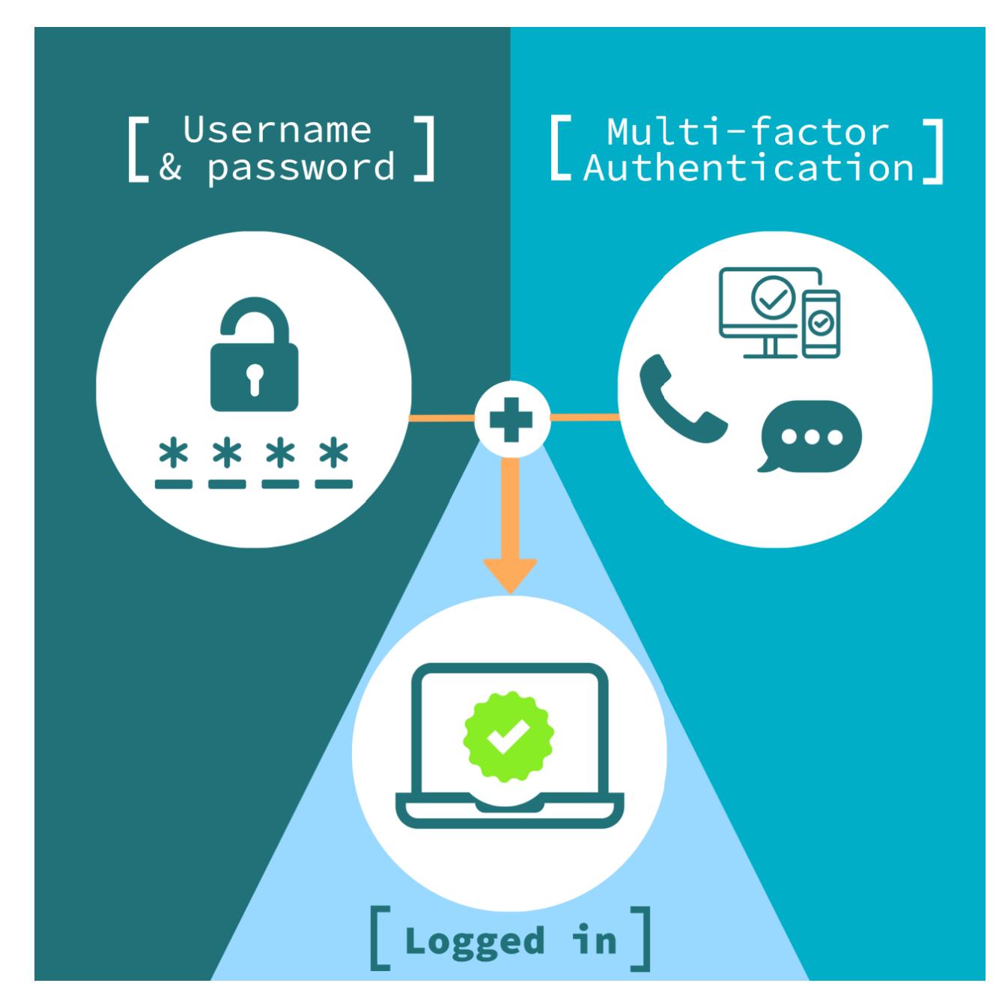 [ Username
& password ]
[ Multi-factor
Authentication ]
* * * *
[ Logged in ]